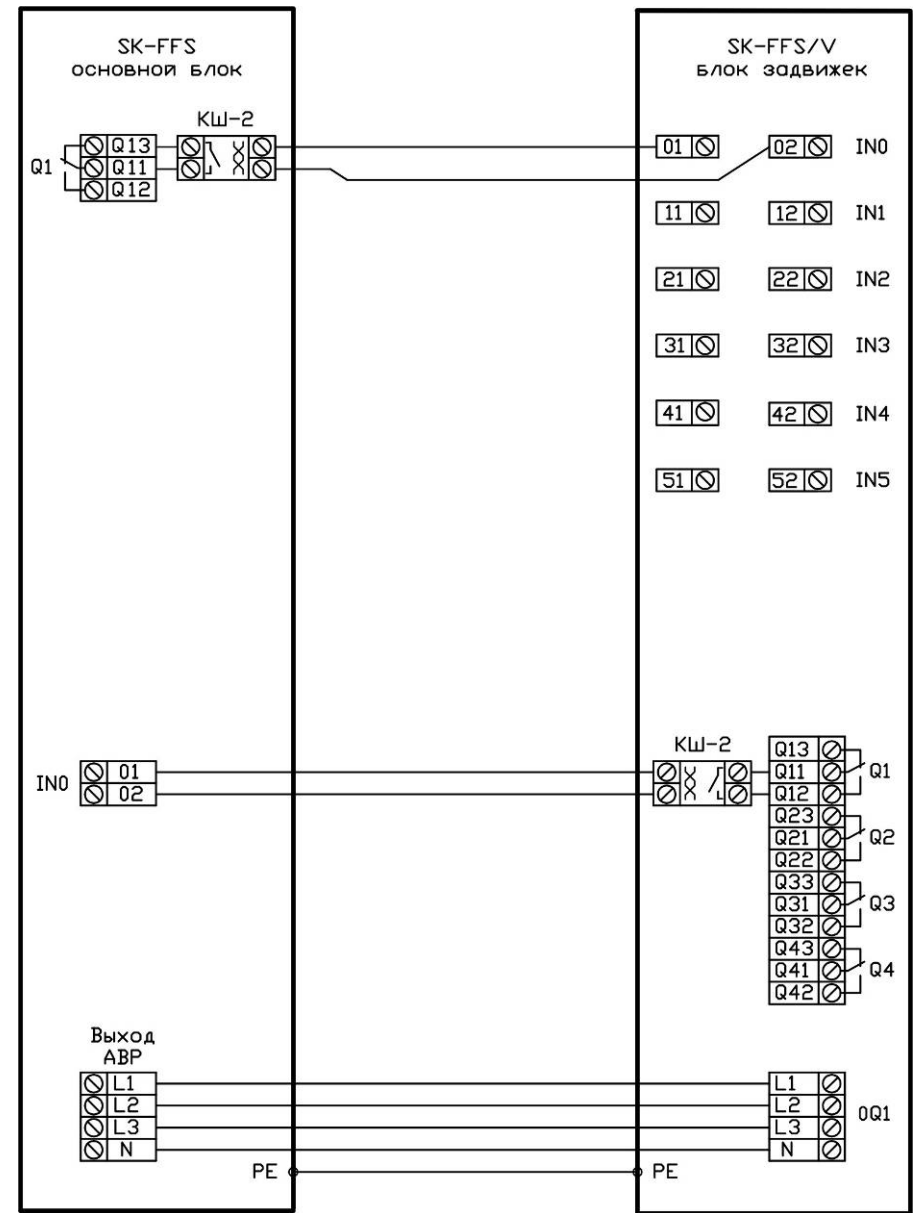 SK-FFS
основной блок
КШ-2
Q1
Q13
Q11
Q12
IN0
01
02
Выход
АВР
L1
L2
L3
N
PE
SK-FFS/V
блок задвижек
01 02 IN0
11 12 IN1
21 22 IN2
31 32 IN3
41 42 IN4
51 52 IN5
КШ-2
Q13
Q11 Q1
Q12
Q23
Q21 Q2
Q22
Q33
Q31 Q3
Q32
Q43
Q41 Q4
Q42
L1
L2
L3
N
0Q1
PE